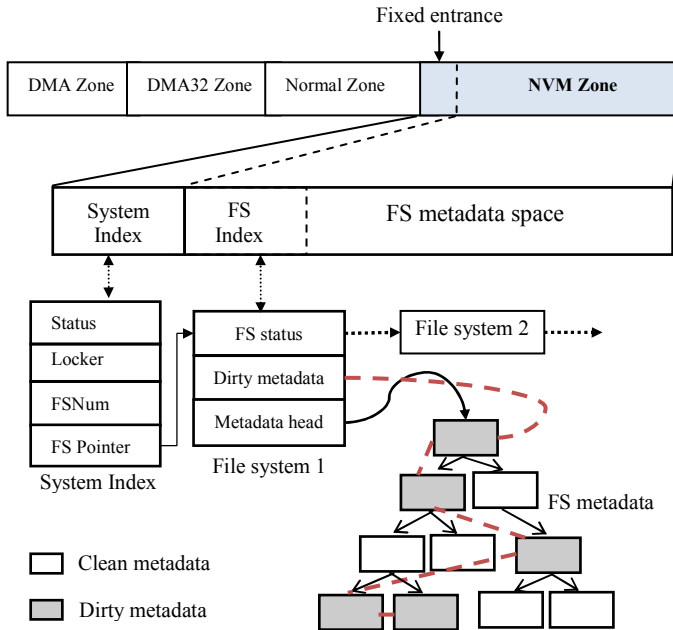 Fixed entrance
DMA Zone
DMA32 Zone
Normal Zone
NVM Zone
System
Index
FS
Index
FS metadata space
Status
Locker
FSNum
FS Pointer
System Index
FS status
Dirty metadata
Metadata head
File system 1
File system 2
FS metadata
Clean metadata
Dirty metadata